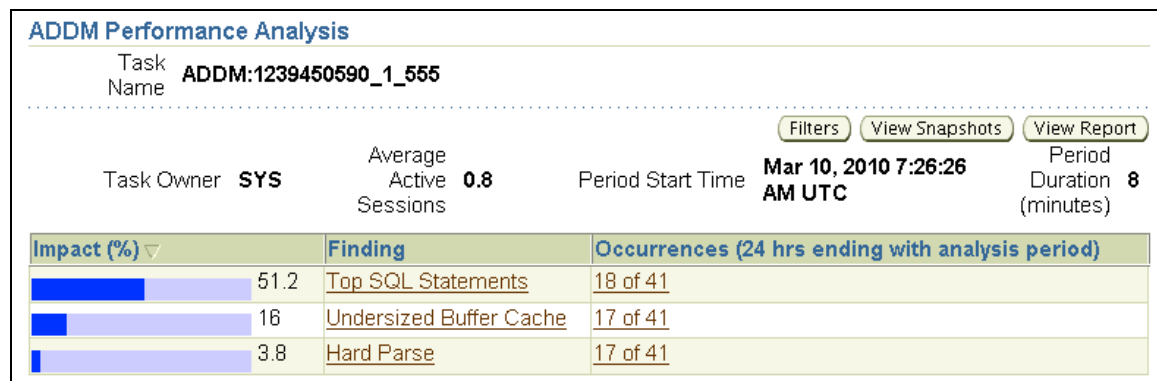 ADDM Performance Analysis
Task Name ADDM:1239450590_1_555
Filters View Snapshots View Report
Task Owner SYS
Average Active Sessions 0.8
Period Start Time Mar 10, 2010 7:26:26 AM UTC
Period Duration (minutes) 8
Impact (%) Finding Occurrences (24 hrs ending with analysis period)
51.2 Top SQL Statements 18 of 41
16 Undersized Buffer Cache 17 of 41
3.8 Hard Parse 17 of 41